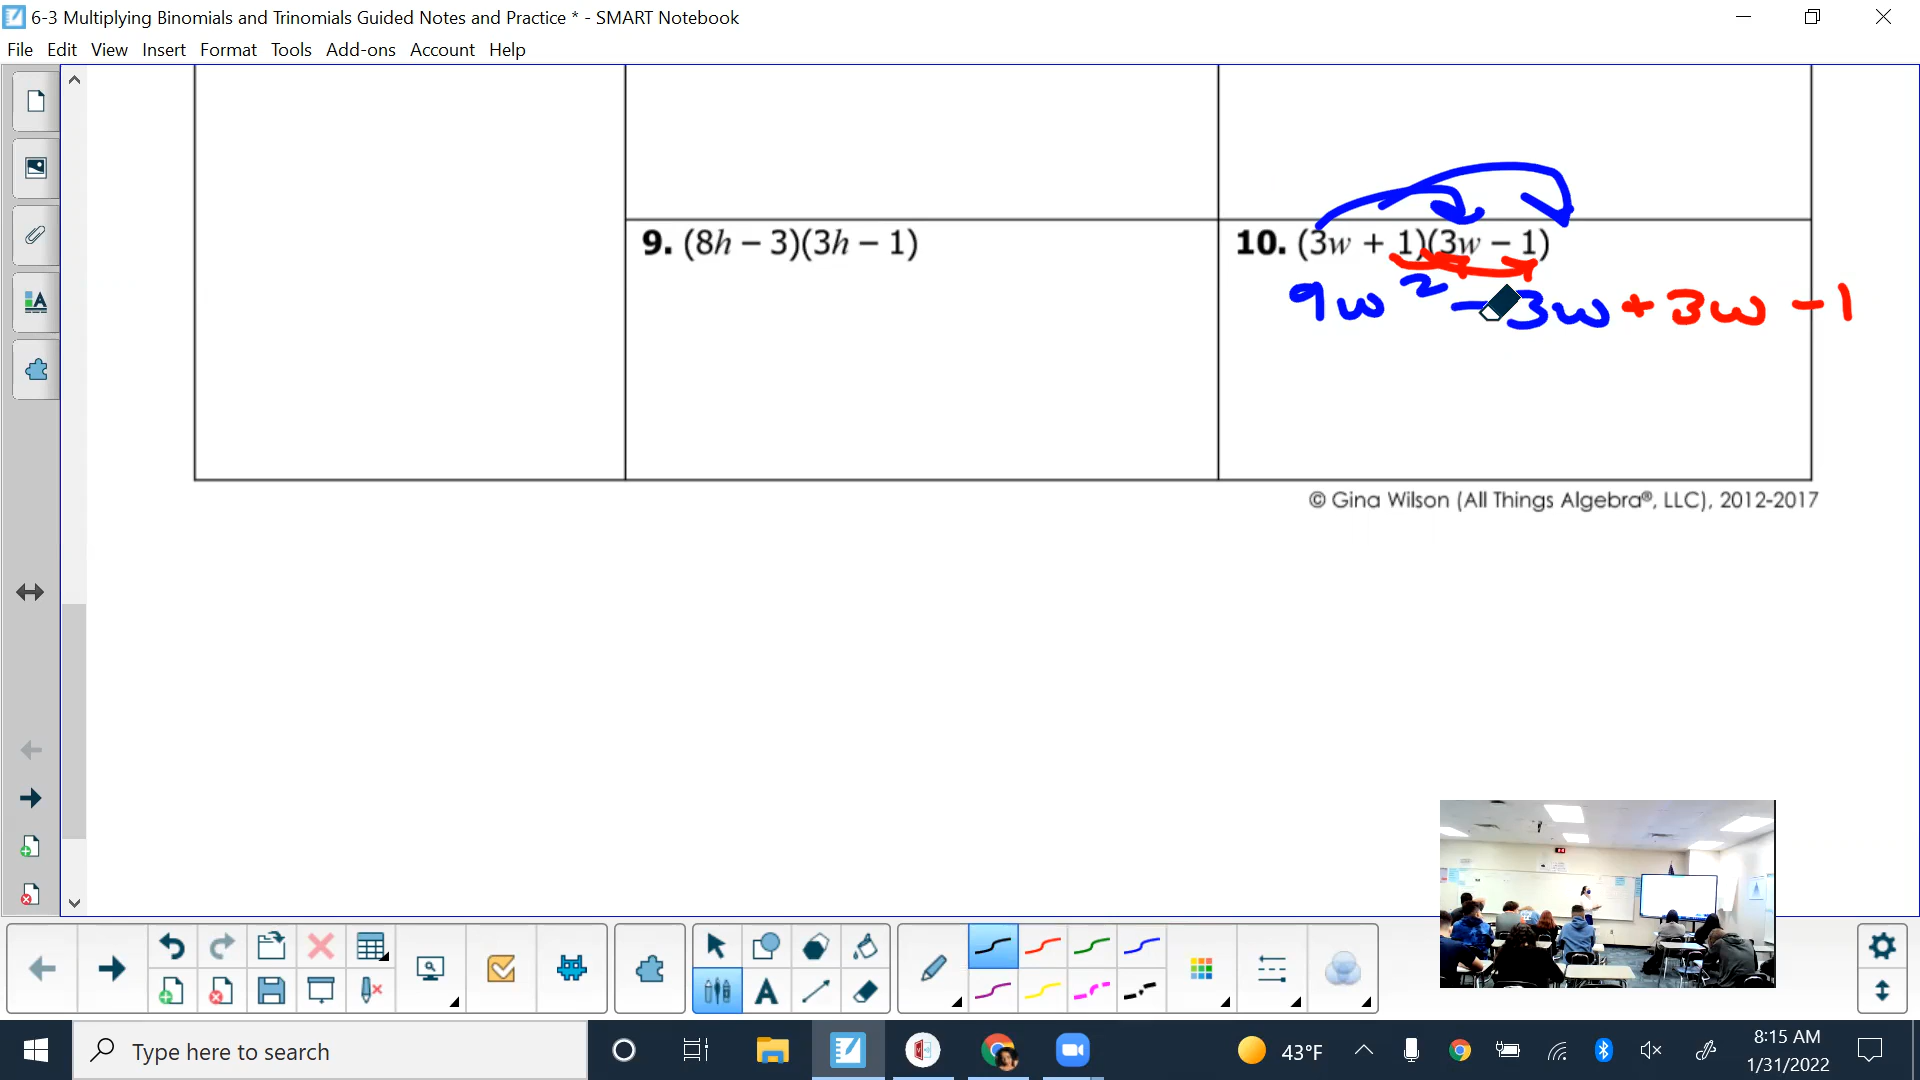 6-3 Multiplying Binomials and Trinomials Guided Notes and Practice * - SMART Notebook
File Edit View Insert Format Tools Add-ons Account Help
9. (8h – 3)(3h – 1)
10. (3w + 1)(3w – 1)
9w² – 3w + 3w – 1
© Gina Wilson (All Things Algebra®, LLC), 2012-2017
Type here to search
43°F
8:15 AM
1/31/2022